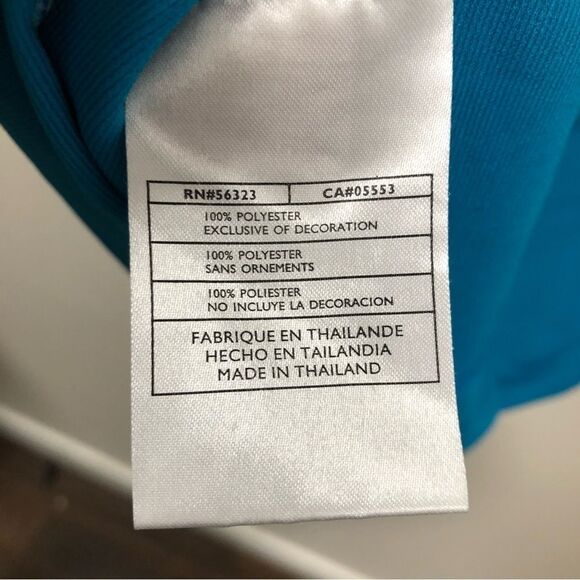 RN#56323 CA#05553
100% POLYESTER
EXCLUSIVE OF DECORATION
100% POLYESTER
SANS ORNEMENTS
100% POLIESTER
NO INCLUYE LA DECORACION
FABRIQUE EN THAILANDE
HECHO EN TAILANDIA
MADE IN THAILAND